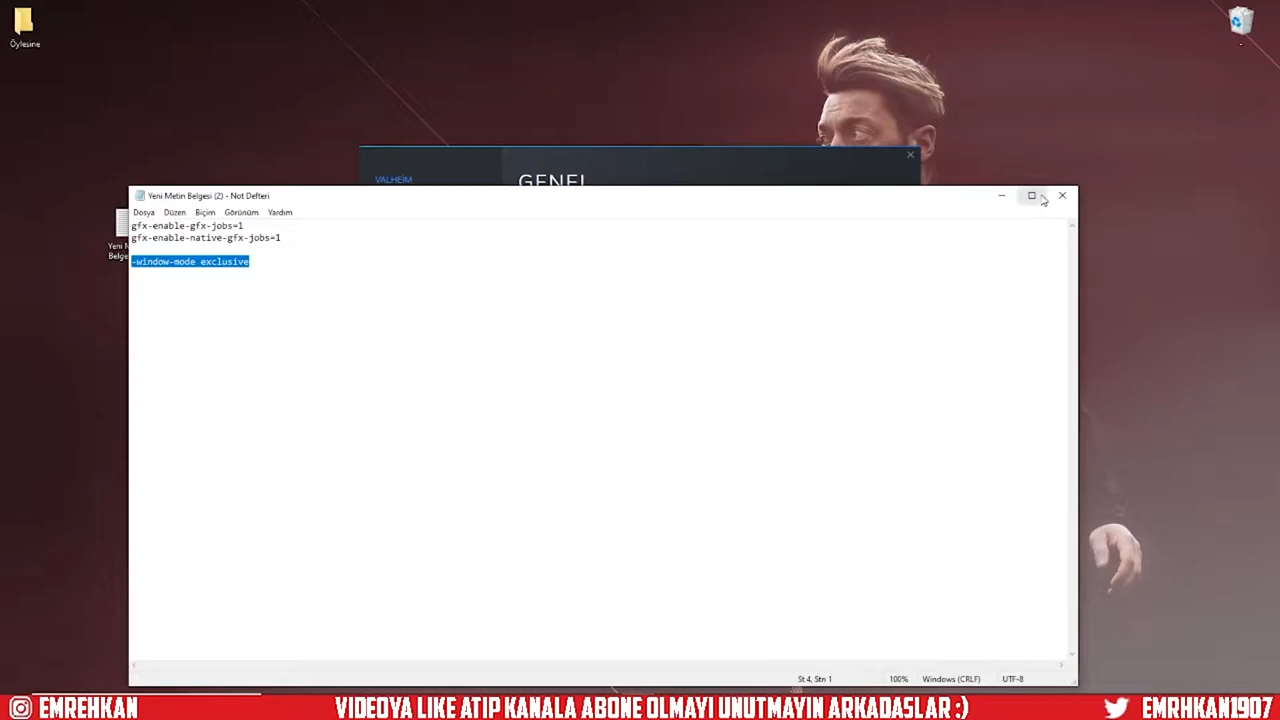 Öylesine
VALHEİM
GENEL
Yeni Metin Belgesi (2) - Not Defteri
Dosya Düzen Biçim Görünüm Yardım
gfx-enable-gfx-jobs=1
gfx-enable-native-gfx-jobs=1
-window-mode exclusive
St 4, Stn 1 100% Windows (CRLF) UTF-8
EMREHKAN VIDEOYA LIKE ATIP KANALA ABONE OLMAYI UNUTMAYIN ARKADASLAR ;) EMRHKAN1907